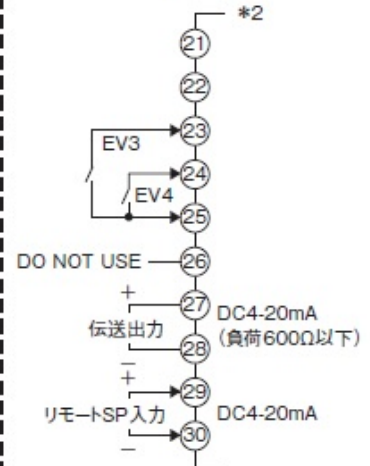 *2
21
22
23
EV3
24
EV4
25
DO NOT USE
26
+
27
伝送出力
DC4-20mA
(負荷600Ω以下)
28
−
+
29
リモートSP入力
DC4-20mA
30
−